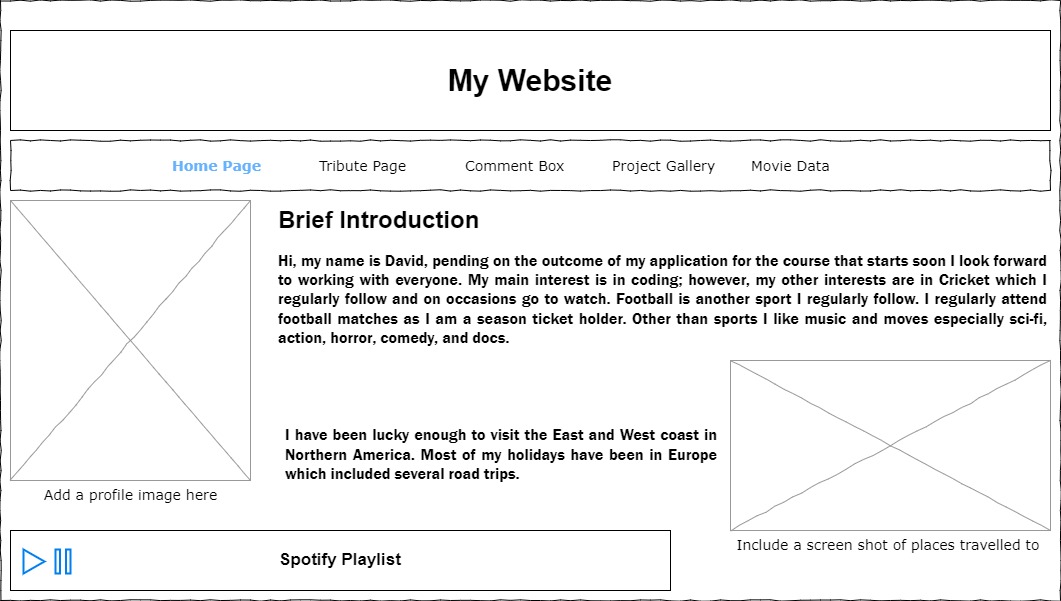 My Website
Home Page Tribute Page Comment Box Project Gallery Movie Data
Brief Introduction
Hi, my name is David, pending on the outcome of my application for the course that starts soon I look forward
to working with everyone. My main interest is in coding; however, my other interests are in Cricket which I
regularly follow and on occasions go to watch. Football is another sport I regularly follow. I regularly attend
football matches as I am a season ticket holder. Other than sports I like music and moves especially sci-fi,
action, horror, comedy, and docs.
I have been lucky enough to visit the East and West coast in
Northern America. Most of my holidays have been in Europe
which included several road trips.
Add a profile image here
Include a screen shot of places travelled to
Spotify Playlist